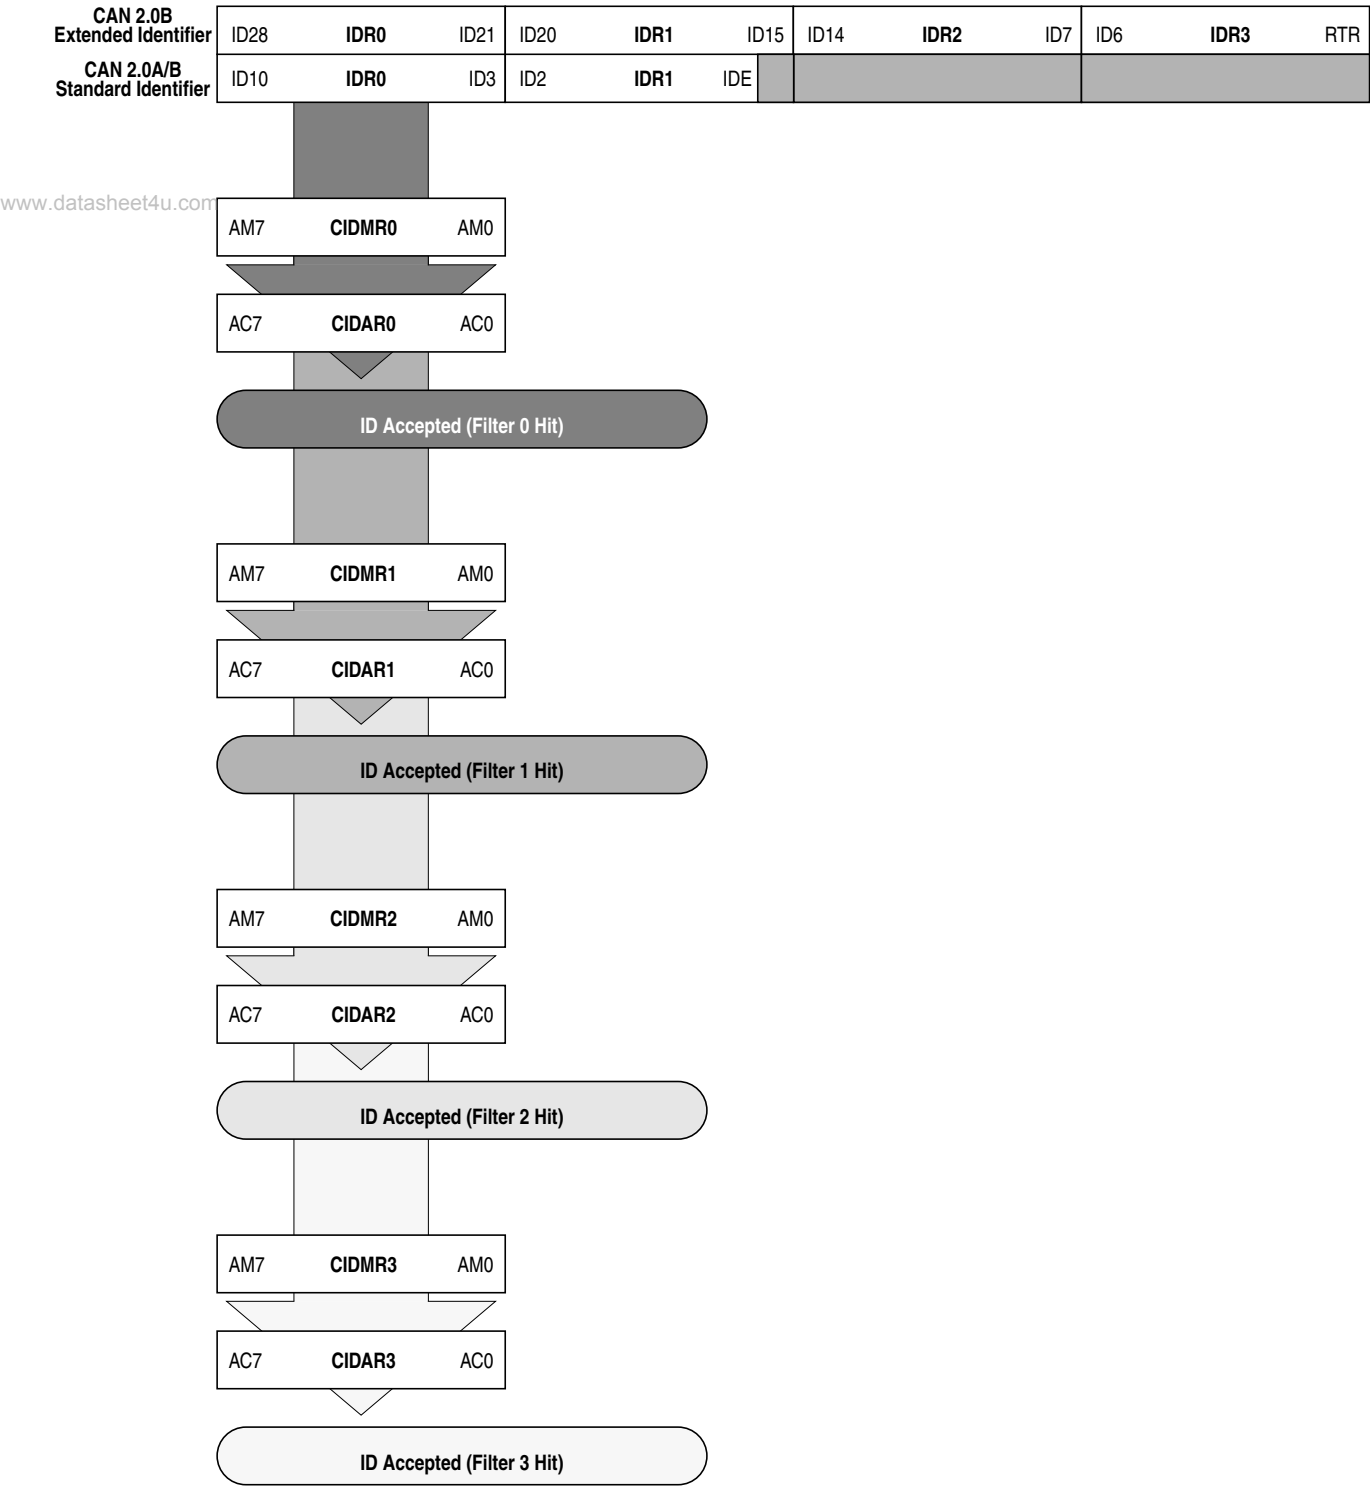 CAN 2.0B
Extended Identifier
ID28 IDR0 ID21 ID20 IDR1 ID15 ID14 IDR2 ID7 ID6 IDR3 RTR
CAN 2.0A/B
Standard Identifier
ID10 IDR0 ID3 ID2 IDR1 IDE
www.datasheet4u.com
AM7 CIDMR0 AM0
AC7 CIDAR0 AC0
ID Accepted (Filter 0 Hit)
AM7 CIDMR1 AM0
AC7 CIDAR1 AC0
ID Accepted (Filter 1 Hit)
AM7 CIDMR2 AM0
AC7 CIDAR2 AC0
ID Accepted (Filter 2 Hit)
AM7 CIDMR3 AM0
AC7 CIDAR3 AC0
ID Accepted (Filter 3 Hit)